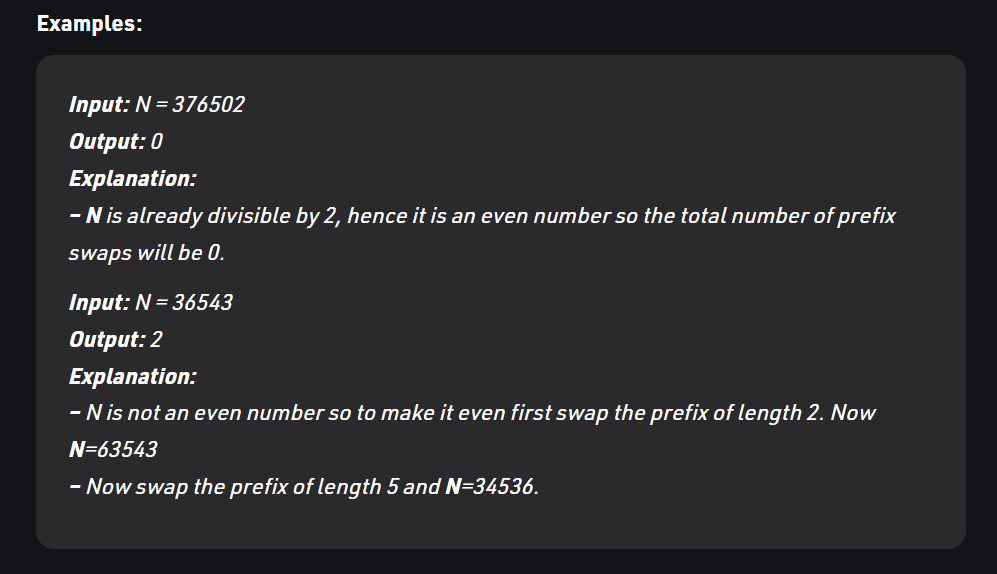 Examples:
Input: N = 376502
Output: 0
Explanation:
– N is already divisible by 2, hence it is an even number so the total number of prefix
swaps will be 0.
Input: N = 36543
Output: 2
Explanation:
– N is not an even number so to make it even first swap the prefix of length 2. Now
N=63543
– Now swap the prefix of length 5 and N=34536.